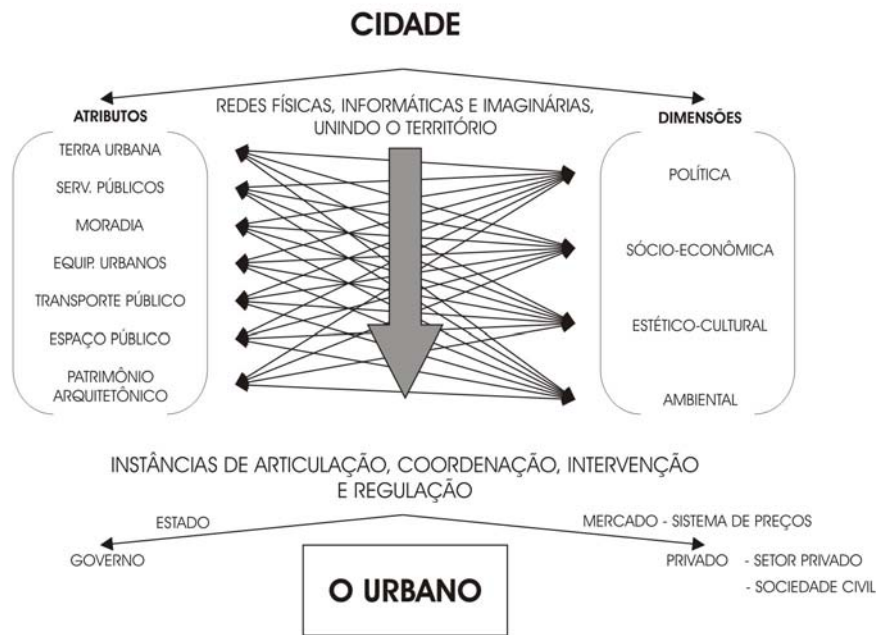 CIDADE
REDES FÍSICAS, INFORMÁTICAS E IMAGINÁRIAS,
UNINDO O TERRITÓRIO
ATRIBUTOS
TERRA URBANA
SERV. PÚBLICOS
MORADIA
EQUIP. URBANOS
TRANSPORTE PÚBLICO
ESPAÇO PÚBLICO
PATRIMÔNIO
ARQUITETÔNICO
DIMENSÕES
POLÍTICA
SÓCIO-ECONÔMICA
ESTÉTICO-CULTURAL
AMBIENTAL
INSTÂNCIAS DE ARTICULAÇÃO, COORDENAÇÃO, INTERVENÇÃO
E REGULAÇÃO
ESTADO
GOVERNO
MERCADO - SISTEMA DE PREÇOS
PRIVADO - SETOR PRIVADO
- SOCIEDADE CIVIL
O URBANO